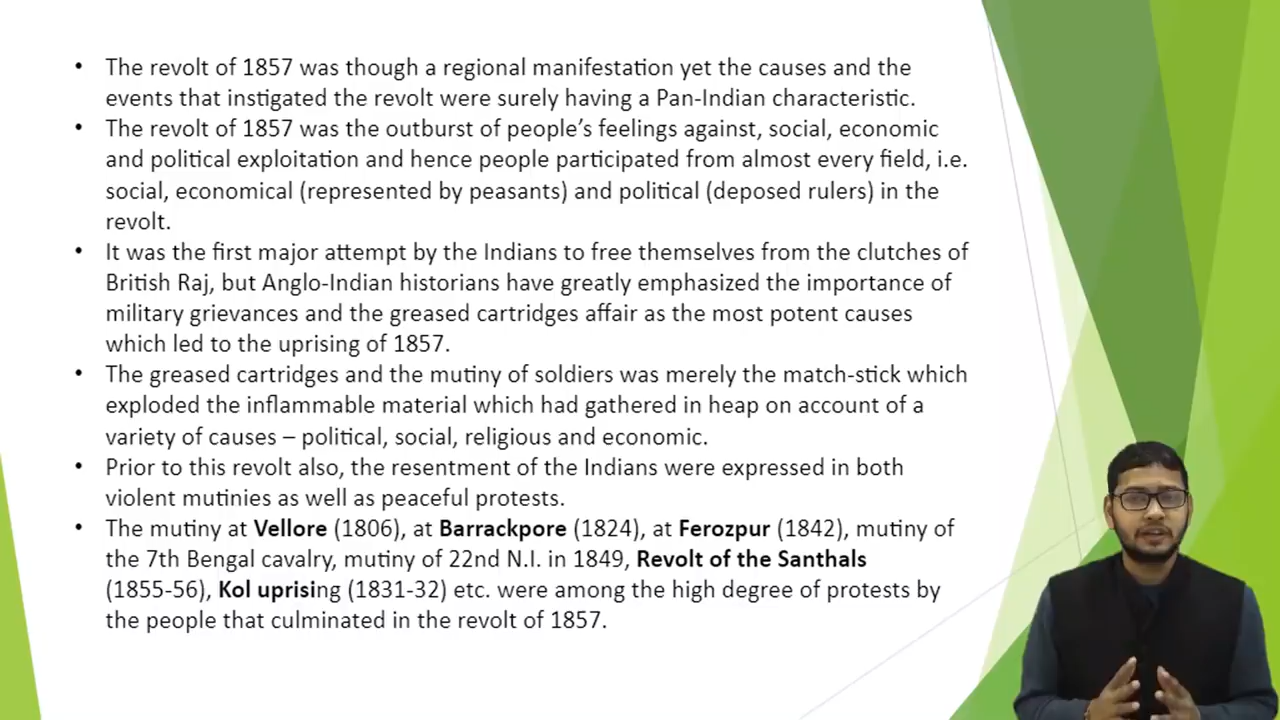 • The revolt of 1857 was though a regional manifestation yet the causes and the
events that instigated the revolt were surely having a Pan-Indian characteristic.
• The revolt of 1857 was the outburst of people's feelings against, social, economic
and political exploitation and hence people participated from almost every field, i.e.
social, economical (represented by peasants) and political (deposed rulers) in the
revolt.
• It was the first major attempt by the Indians to free themselves from the clutches of
British Raj, but Anglo-Indian historians have greatly emphasized the importance of
military grievances and the greased cartridges affair as the most potent causes
which led to the uprising of 1857.
• The greased cartridges and the mutiny of soldiers was merely the match-stick which
exploded the inflammable material which had gathered in heap on account of a
variety of causes – political, social, religious and economic.
• Prior to this revolt also, the resentment of the Indians were expressed in both
violent mutinies as well as peaceful protests.
• The mutiny at Vellore (1806), at Barrackpore (1824), at Ferozpur (1842), mutiny of
the 7th Bengal cavalry, mutiny of 22nd N.I. in 1849, Revolt of the Santhals
(1855-56), Kol uprising (1831-32) etc. were among the high degree of protests by
the people that culminated in the revolt of 1857.